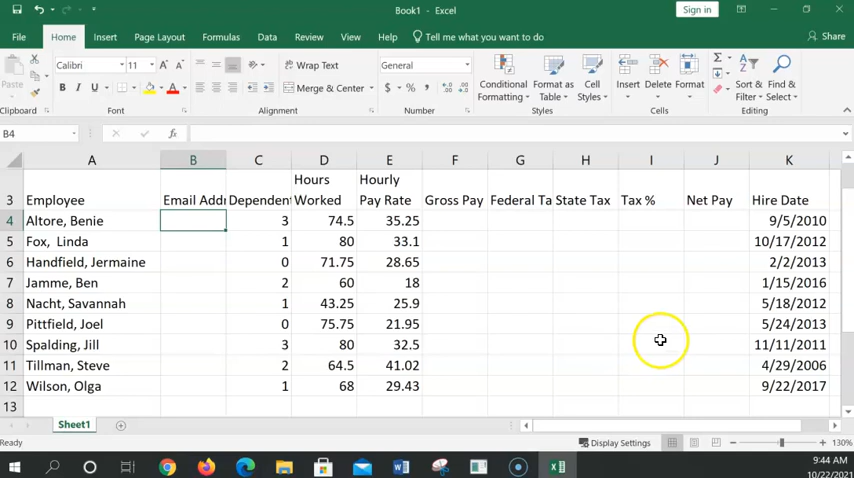 Book1 - Excel
Sign in
File Home Insert Page Layout Formulas Data Review View Help Tell me what you want to do Share
Calibri 11 A A Wrap Text General
Paste B I U A Merge & Center $ % , Conditional Formatting Format as Table Cell Styles Insert Delete Format Sort & Filter Find & Select
Clipboard Font Alignment Number Styles Cells Editing
B4 fx
A B C D E F G H I J K
Hours Hourly
3 Employee Email Addr Dependent Worked Pay Rate Gross Pay Federal Ta State Tax Tax % Net Pay Hire Date
4 Altore, Benie 3 74.5 35.25 9/5/2010
5 Fox, Linda 1 80 33.1 10/17/2012
6 Handfield, Jermaine 0 71.75 28.65 2/2/2013
7 Jamme, Ben 2 60 18 1/15/2016
8 Nacht, Savannah 1 43.25 25.9 5/18/2012
9 Pittfield, Joel 0 75.75 21.95 5/24/2013
10 Spalding, Jill 3 80 32.5 11/11/2011
11 Tillman, Steve 2 64.5 41.02 4/29/2006
12 Wilson, Olga 1 68 29.43 9/22/2017
13
Sheet1
Ready Display Settings 130%
9:44 AM
10/22/2021